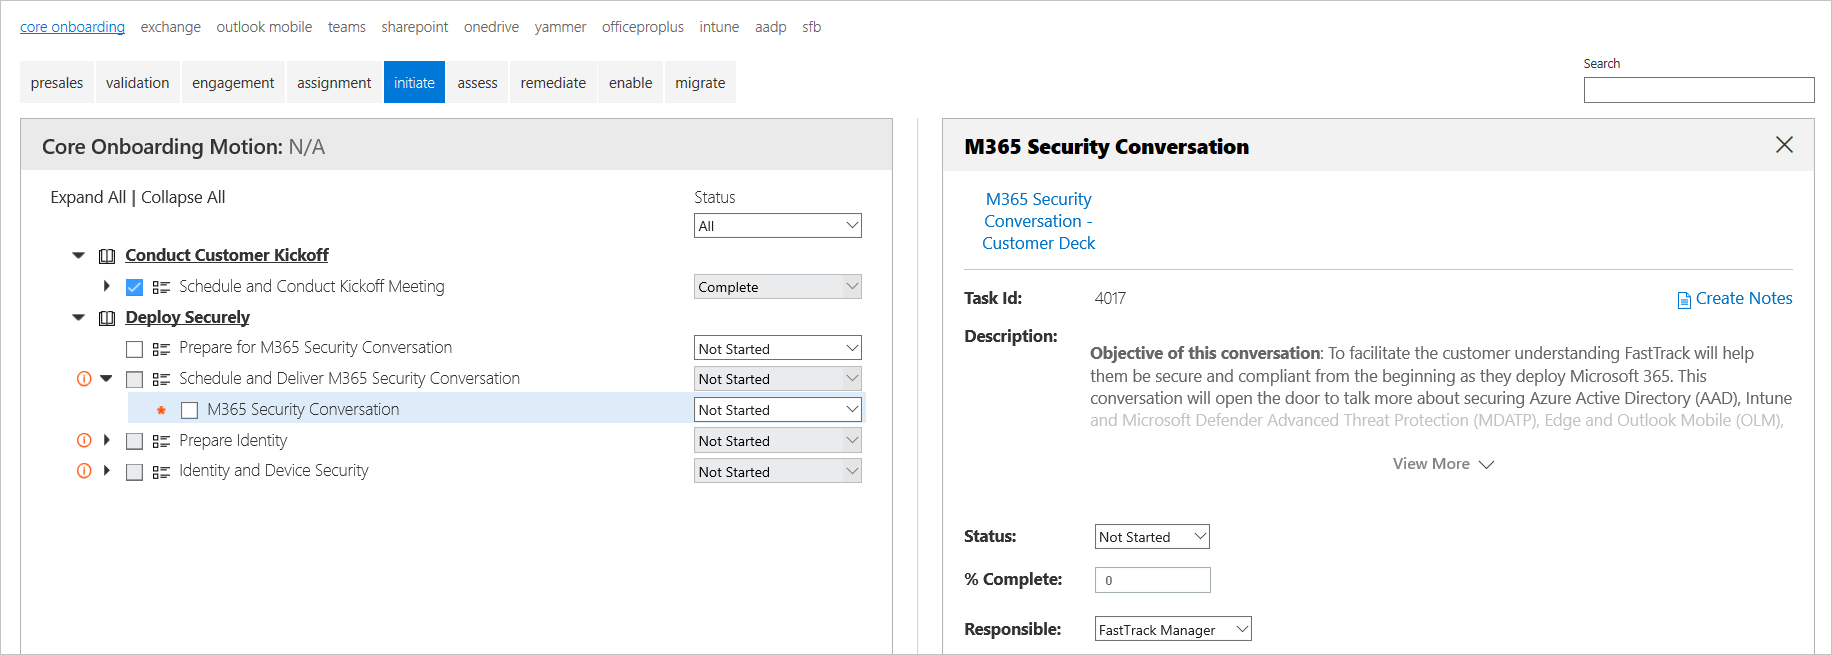 core onboarding exchange outlook mobile teams sharepoint onedrive yammer officeproplus intune aadp sfb
presales validation engagement assignment initiate assess remediate enable migrate
Search
Core Onboarding Motion: N/A
Expand All | Collapse All
Status
All
Conduct Customer Kickoff
Schedule and Conduct Kickoff Meeting Complete
Deploy Securely
Prepare for M365 Security Conversation Not Started
Schedule and Deliver M365 Security Conversation Not Started
* M365 Security Conversation Not Started
Prepare Identity Not Started
Identity and Device Security Not Started
M365 Security Conversation
M365 Security
Conversation -
Customer Deck
Task Id: 4017 Create Notes
Description:
Objective of this conversation: To facilitate the customer understanding FastTrack will help
them be secure and compliant from the beginning as they deploy Microsoft 365. This
conversation will open the door to talk more about securing Azure Active Directory (AAD), Intune
and Microsoft Defender Advanced Threat Protection (MDATP), Edge and Outlook Mobile (OLM),
View More
Status: Not Started
% Complete: 0
Responsible: FastTrack Manager